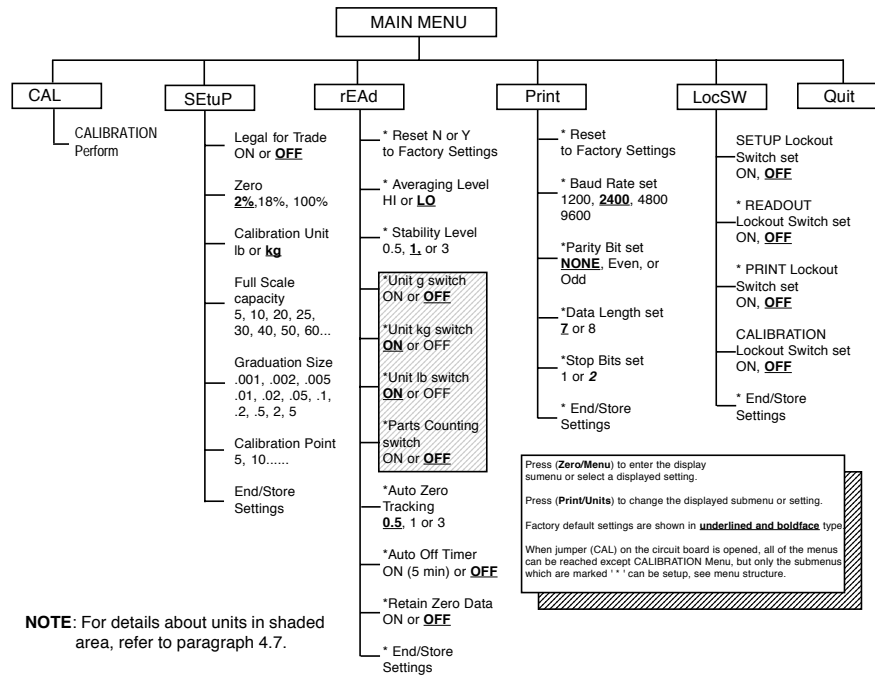 MAIN MENU
CAL
SEtuP
rEAd
Print
LocSW
Quit
CALIBRATION
Perform
Legal for Trade
ON or OFF
Zero
2%,18%, 100%
Calibration Unit
lb or kg
Full Scale
capacity
5, 10, 20, 25,
30, 40, 50, 60...
Graduation Size
.001, .002, .005
.01, .02, .05, .1,
.2, .5, 2, 5
Calibration Point
5, 10......
End/Store
Settings
* Reset N or Y
to Factory Settings
* Averaging Level
HI or LO
* Stability Level
0.5, 1, or 3
*Unit g switch
ON or OFF
*Unit kg switch
ON or OFF
*Unit lb switch
ON or OFF
*Parts Counting
switch
ON or OFF
*Auto Zero
Tracking
0.5, 1 or 3
*Auto Off Timer
ON (5 min) or OFF
*Retain Zero Data
ON or OFF
* End/Store
Settings
* Reset
to Factory Settings
* Baud Rate set
1200, 2400, 4800
9600
*Parity Bit set
NONE, Even, or
Odd
*Data Length set
7 or 8
*Stop Bits set
1 or 2
* End/Store
Settings
SETUP Lockout
Switch set
ON, OFF
* READOUT
Lockout Switch set
ON, OFF
* PRINT Lockout
Switch set
ON, OFF
CALIBRATION
Lockout Switch set
ON, OFF
* End/Store
Settings
Press (Zero/Menu) to enter the display
sumenu or select a displayed setting.
Press (Print/Units) to change the displayed submenu or setting.
Factory default settings are shown in underlined and boldface type.
When jumper (CAL) on the circuit board is opened, all of the menus
can be reached except CALIBRATION Menu, but only the submenus
which are marked ' * ' can be setup, see menu structure.
NOTE: For details about units in shaded
area, refer to paragraph 4.7.